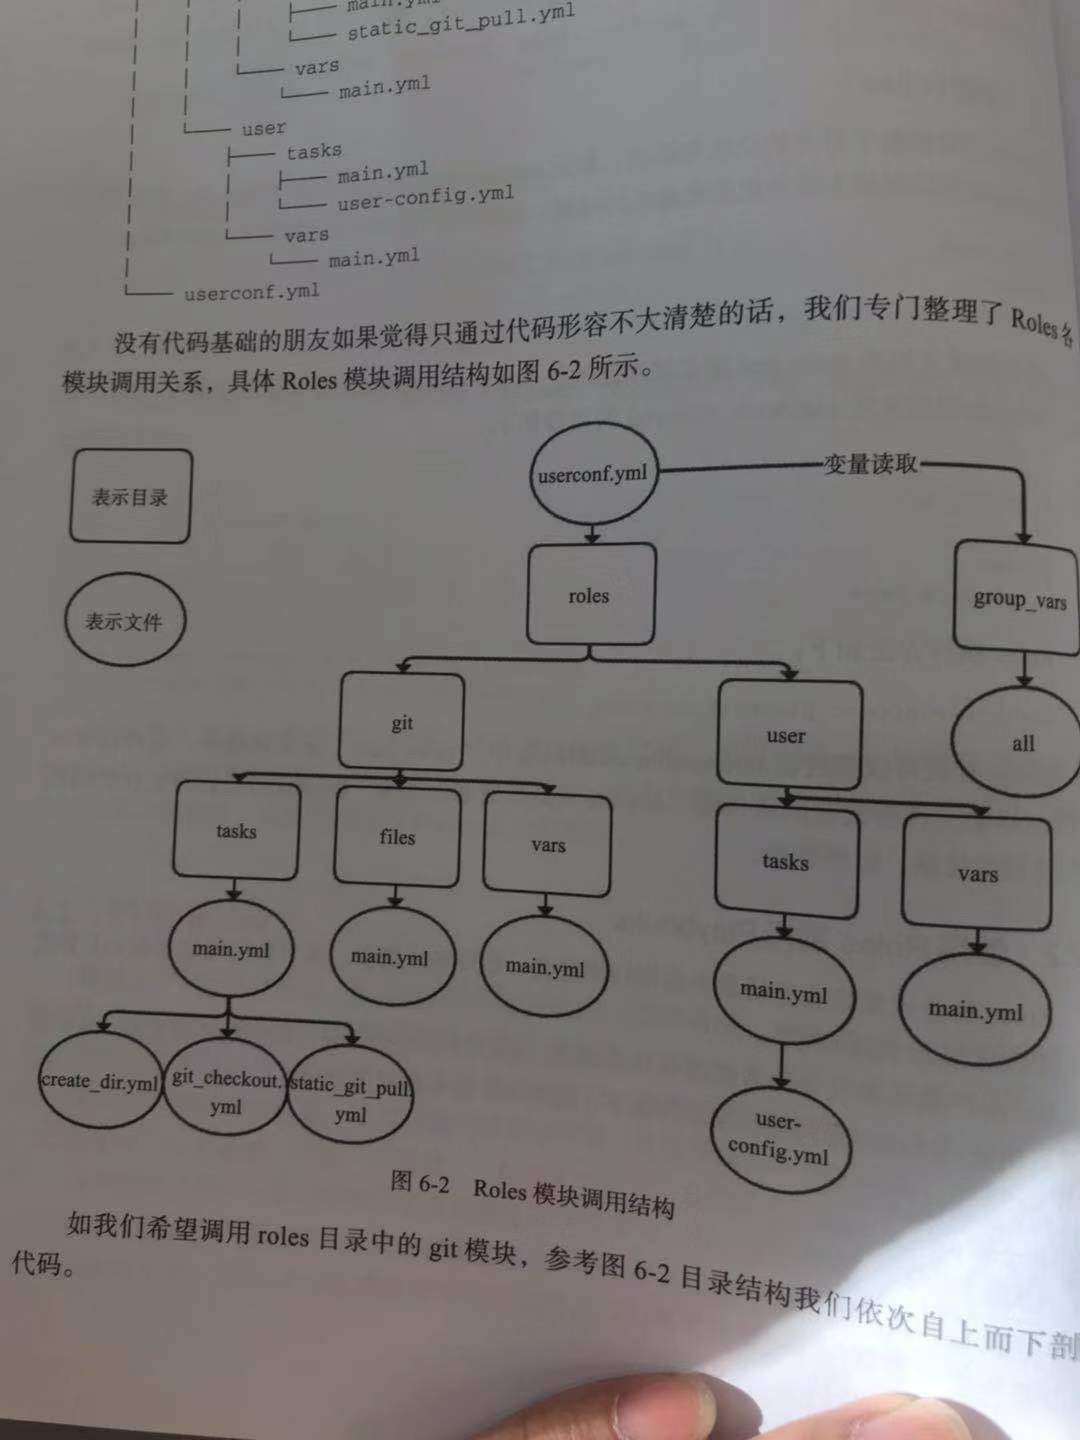 main.yml
static_git_pull.yml
vars
main.yml
user
tasks
main.yml
user-config.yml
vars
main.yml
userconf.yml
没有代码基础的朋友如果觉得只通过代码形容不大清楚的话，我们专门整理了 Roles 各
模块调用关系，具体 Roles 模块调用结构如图 6-2 所示。
表示目录
表示文件
userconf.yml
变量读取
roles
group_vars
git
user
all
tasks
files
vars
tasks
vars
main.yml
main.yml
main.yml
main.yml
main.yml
create_dir.yml
git_checkout.
yml
static_git_pull.
yml
user-
config.yml
图 6-2 Roles 模块调用结构
如我们希望调用 roles 目录中的 git 模块，参考图 6-2 目录结构我们依次自上而下剖
代码。